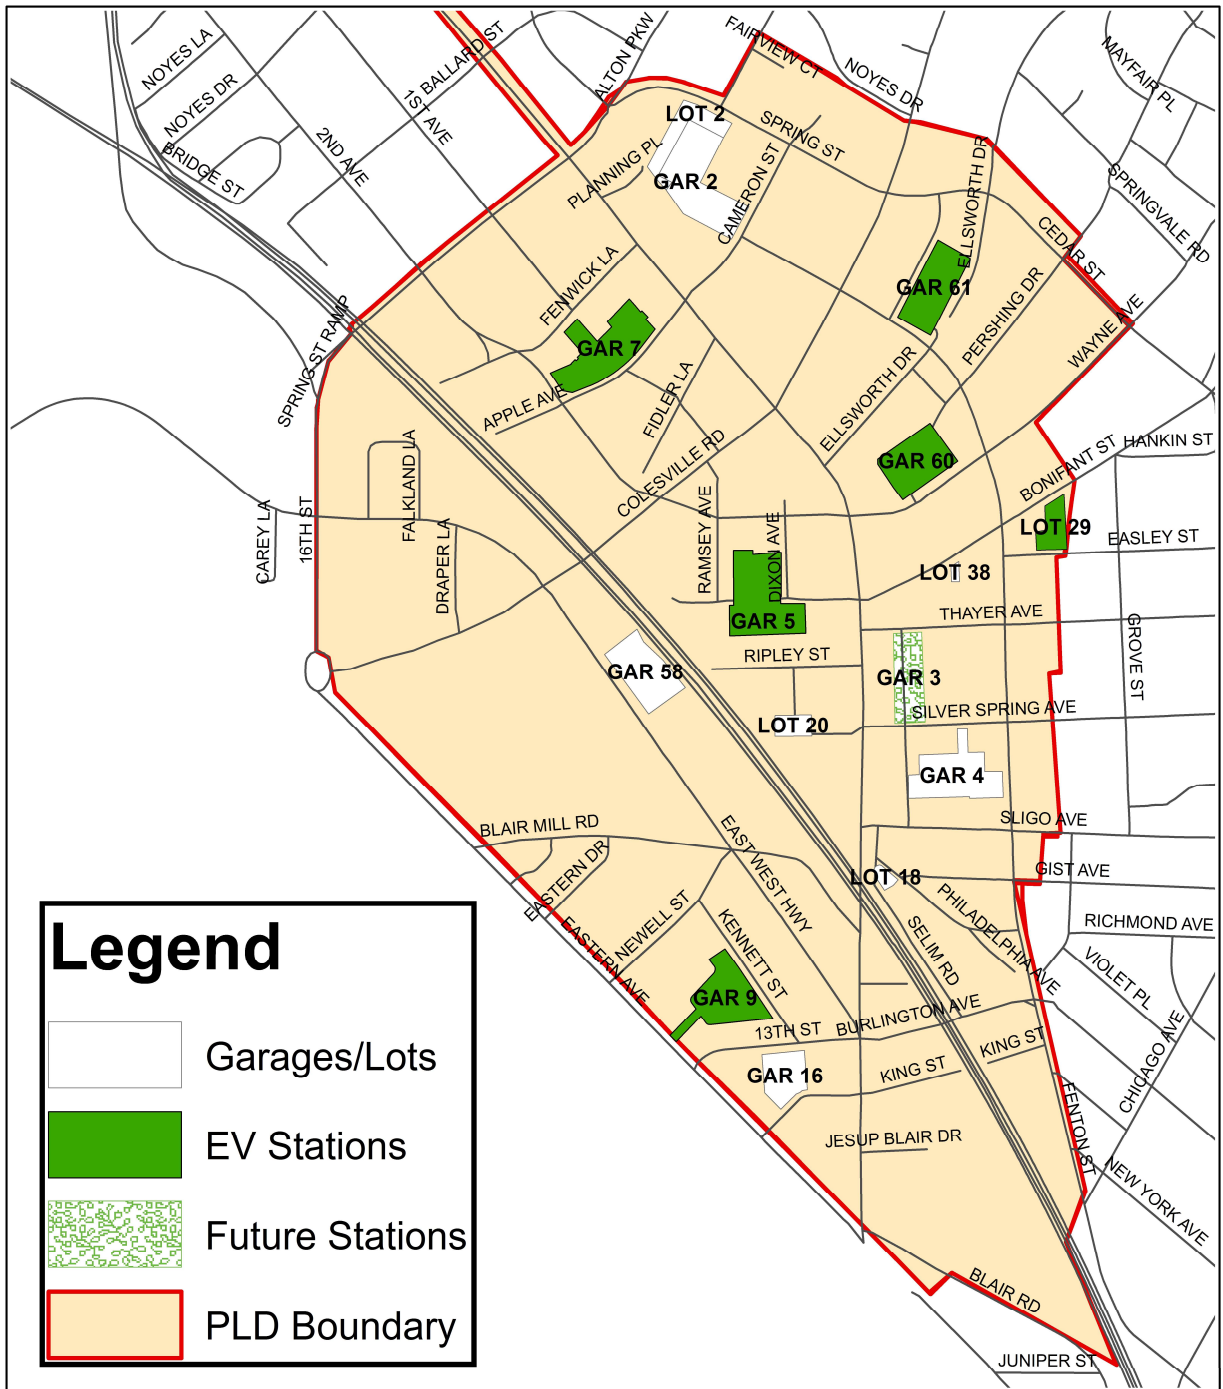 FAIRVIEW CT
NOYES LA
BALLARD ST
ALTON PKW
NOYES DR
MAYFAIR PL
NOYES DR
1ST AVE
LOT 2
SPRING ST
2ND AVE
BRIDGE ST
PLANNING PL
GAR 2
CAMERON ST
ELLSWORTH DR
SPRINGVALE RD
CEDAR ST
FENWICK LA
GAR 61
PERSHING DR
SPRING ST RAMP
GAR 7
WAYNE AVE
APPLE AVE
FIDLER LA
ELLSWORTH DR
COLESVILLE RD
GAR 60
BONIFANT ST
HANKIN ST
FALKLAND LA
CAREY LA
16TH ST
DRAPER LA
RAMSEY AVE
DIXON AVE
LOT 29
EASLEY ST
LOT 38
THAYER AVE
GAR 5
GROVE ST
RIPLEY ST
GAR 58
GAR 3
SILVER SPRING AVE
LOT 20
GAR 4
BLAIR MILL RD
SLIGO AVE
EASTERN DR
EAST WEST HWY
LOT 18
GIST AVE
NEWELL ST
KENNETT ST
PHILADELPHIA AVE
RICHMOND AVE
EASTERN AVE
SELIM RD
VIOLET PL
GAR 9
13TH ST
BURLINGTON AVE
KING ST
CHICAGO AVE
GAR 16
KING ST
FENTON ST
JESUP BLAIR DR
NEW YORK AVE
BLAIR RD
JUNIPER ST
Legend
Garages/Lots
EV Stations
Future Stations
PLD Boundary